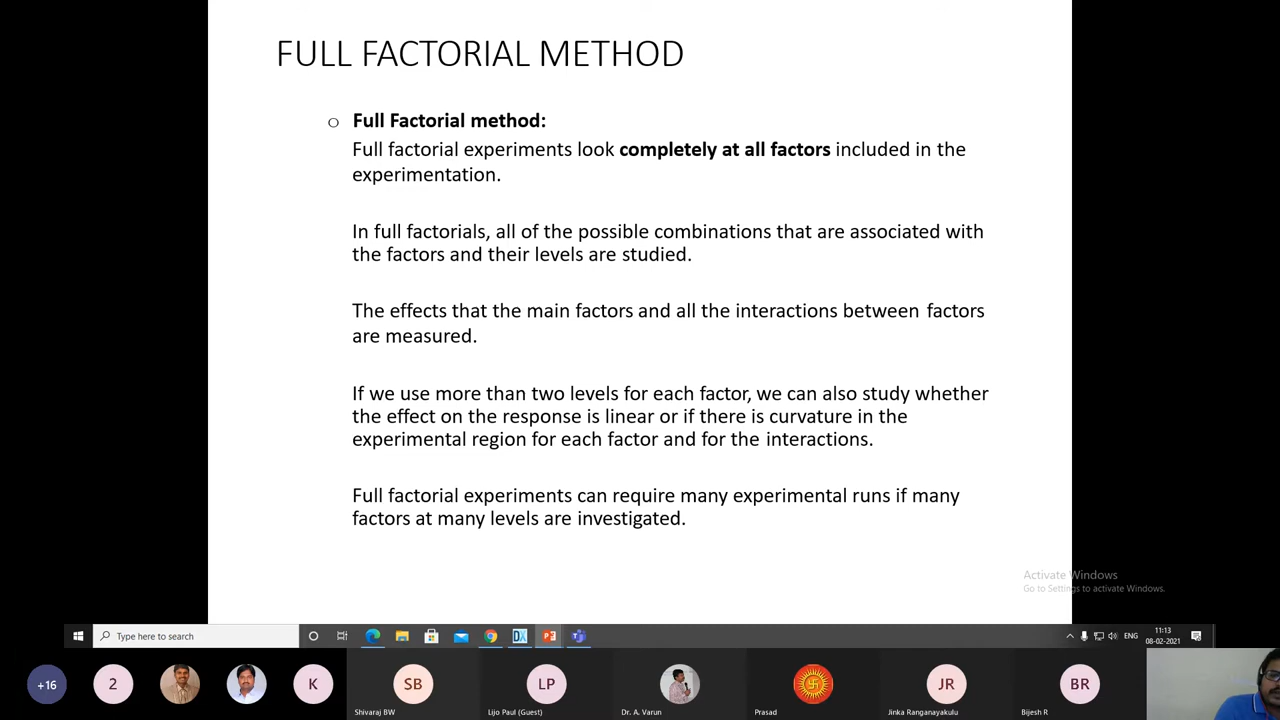 FULL FACTORIAL METHOD
Full Factorial method:
Full factorial experiments look completely at all factors included in the
experimentation.
In full factorials, all of the possible combinations that are associated with
the factors and their levels are studied.
The effects that the main factors and all the interactions between factors
are measured.
If we use more than two levels for each factor, we can also study whether
the effect on the response is linear or if there is curvature in the
experimental region for each factor and for the interactions.
Full factorial experiments can require many experimental runs if many
factors at many levels are investigated.
Activate Windows
Go to Settings to activate Windows.
Type here to search
DX
ENG
11:13
08-02-2021
+16
2
K
SB
LP
JR
BR
Shivaraj BW
Lijo Paul (Guest)
Dr. A. Varun
Prasad
Jinka Ranganayakulu
Bijesh R